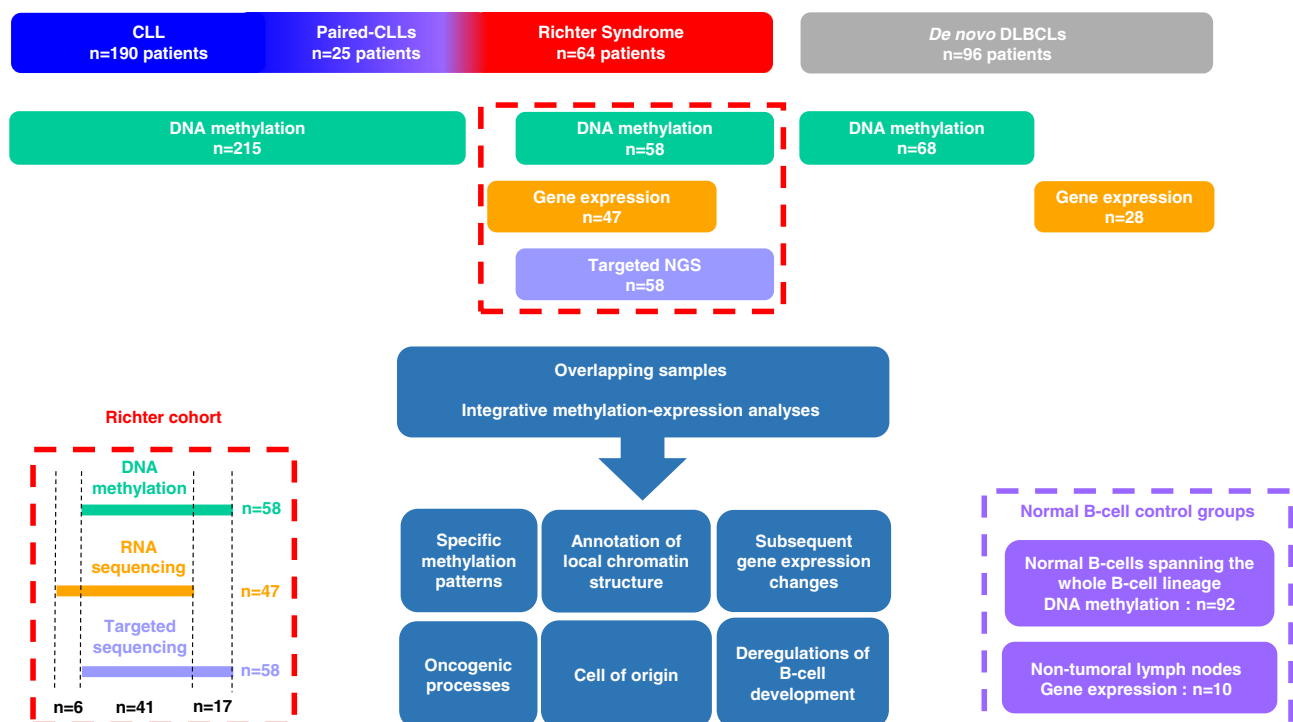 CLL
n=190 patients
Paired-CLLs
n=25 patients
Richter Syndrome
n=64 patients
De novo DLBCLs
n=96 patients
DNA methylation
n=215
DNA methylation
n=58
DNA methylation
n=68
Gene expression
n=47
Gene expression
n=28
Targeted NGS
n=58
Overlapping samples
Integrative methylation-expression analyses
Richter cohort
DNA
methylation
n=58
RNA
sequencing
n=47
Targeted
sequencing
n=58
n=6
n=41
n=17
Specific
methylation
patterns
Annotation of
local chromatin
structure
Subsequent
gene expression
changes
Oncogenic
processes
Cell of origin
Deregulations of
B-cell
development
Normal B-cell control groups
Normal B-cells spanning the
whole B-cell lineage
DNA methylation : n=92
Non-tumoral lymph nodes
Gene expression : n=10